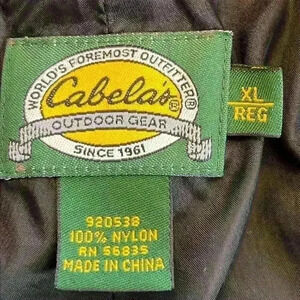 WORLD'S FOREMOST OUTFITTER®
Cabela's®
OUTDOOR GEAR
SINCE 1961
XL
REG
920538
100% NYLON
RN 56835
MADE IN CHINA